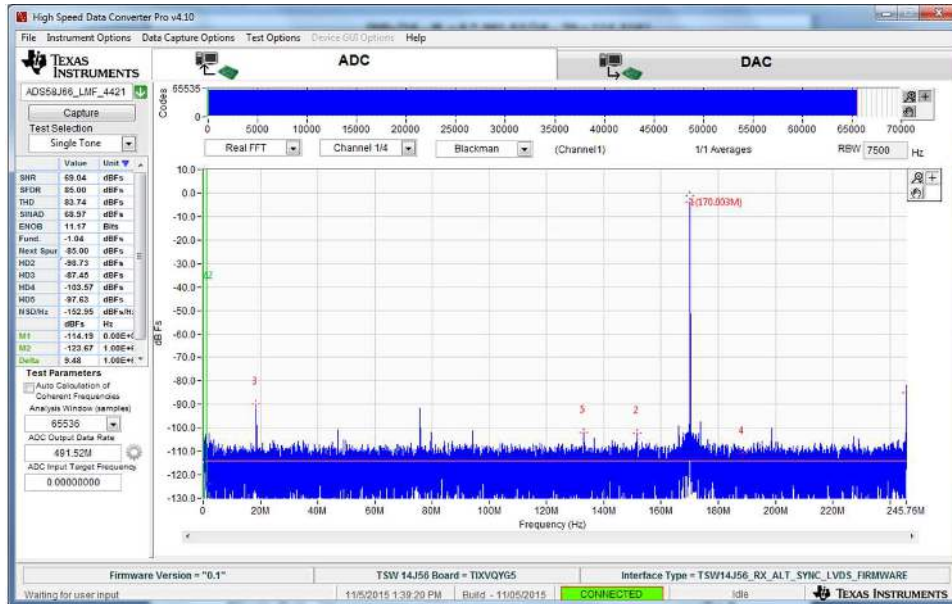 High Speed Data Converter Pro v4.10
File Instrument Options Data Capture Options Test Options Device GUI Options Help
TEXAS INSTRUMENTS
ADC
DAC
ADS58J66_LMF_4421
Capture
Test Selection
Single Tone
Value Unit
SNR 69.04 dBFs
SFDR 85.00 dBFs
THD 83.74 dBFs
SINAD 68.97 dBFs
ENOB 11.17 Bits
Fund. -1.04 dBFs
Next Spur -85.00 dBFs
HD2 -98.73 dBFs
HD3 -87.45 dBFs
HD4 -103.57 dBFs
HD5 -97.63 dBFs
NSD/Hz -152.95 dBFs/Hz
dBFs Hz
M1 -114.19 0.00E+0
M2 -123.67 1.00E+6
Delta 9.48 1.00E+6
Test Parameters
Auto Calculation of
Coherent Frequencies
Analysis Window (samples)
65536
ADC Output Data Rate
491.52M
ADC Input Target Frequency
0.00000000
Codes
65535
0
0 5000 10000 15000 20000 25000 30000 35000 40000 45000 50000 55000 60000 65000 70000
Real FFT Channel 1/4 Blackman (Channel1) 1/1 Averages RBW 7500 Hz
dBFs
10.0
0.0
-10.0
-20.0
-30.0
-40.0
-50.0
-60.0
-70.0
-80.0
-90.0
-100.0
-110.0
-120.0
-130.0
1(170.003M)
3
5
2
4
0 20M 40M 60M 80M 100M 120M 140M 160M 180M 200M 220M 245.76M
Frequency (Hz)
Firmware Version = "0.1" TSW 14J56 Board = TIXVQYG5 Interface Type = TSW14J56_RX_ALT_SYNC_LVDS_FIRMWARE
Waiting for user input 11/5/2015 1:39:20 PM Build - 11/05/2015 CONNECTED Idle TEXAS INSTRUMENTS